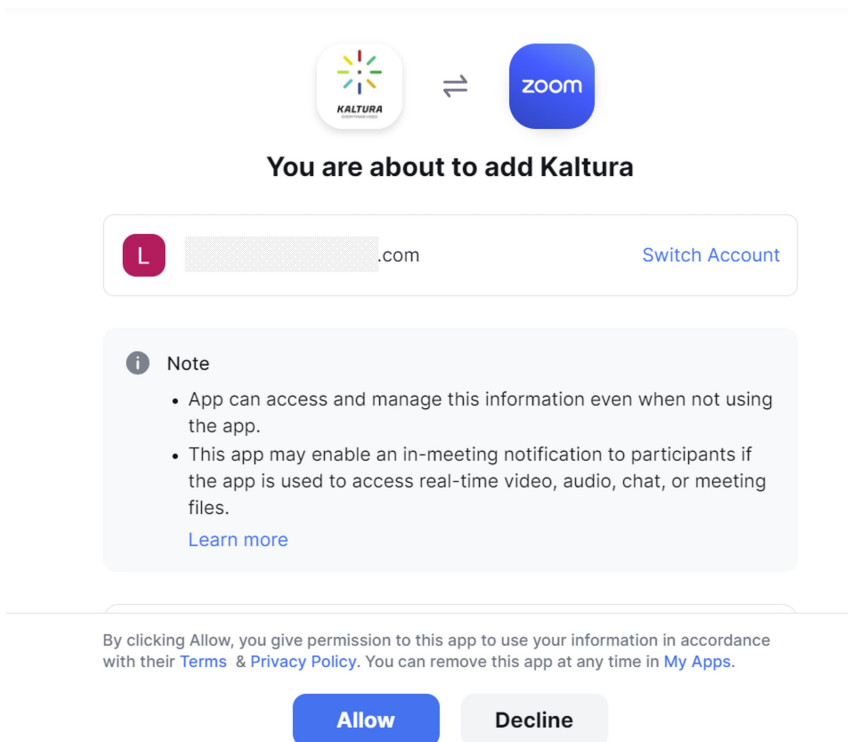 KALTURA
zoom
You are about to add Kaltura
L
.com
Switch Account
Note
• App can access and manage this information even when not using
the app.
• This app may enable an in-meeting notification to participants if
the app is used to access real-time video, audio, chat, or meeting
files.
Learn more
By clicking Allow, you give permission to this app to use your information in accordance
with their Terms & Privacy Policy. You can remove this app at any time in My Apps.
Allow
Decline